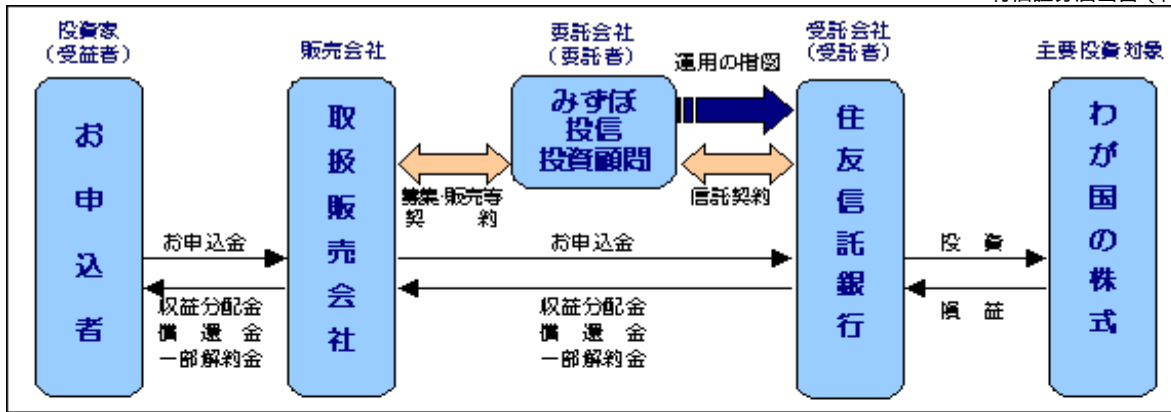 投資家
(受益者)
お申込者
販売会社
取扱販売会社
委託会社
(委託者)
みずほ
投信
投資顧問
運用の指図
受託会社
(受託者)
住友信託銀行
主要投資対象
わが国の株式
募集・販売等
契約
信託契約
お申込金
収益分配金
償還金
一部解約金
お申込金
収益分配金
償還金
一部解約金
投資
損益